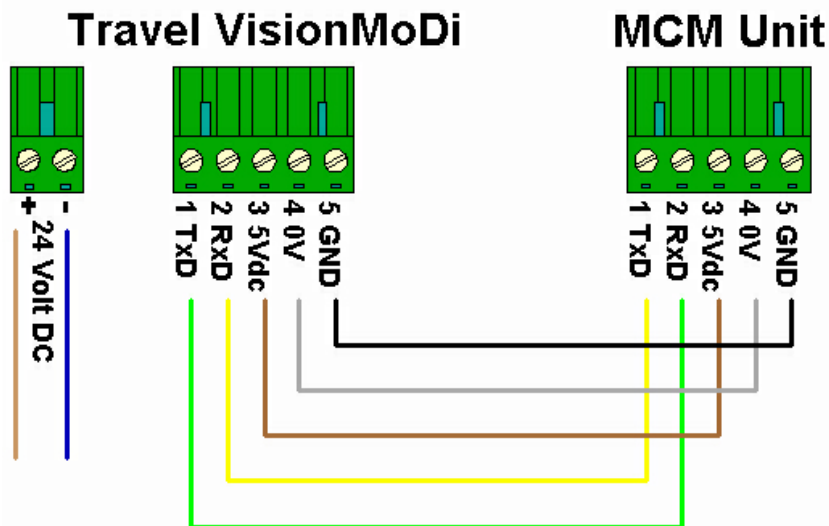 Travel VisionMoDi
MCM Unit
+
-
24 Volt DC
1 TxD
2 RxD
3 5Vdc
4 0V
5 GND
1 TxD
2 RxD
3 5Vdc
4 0V
5 GND